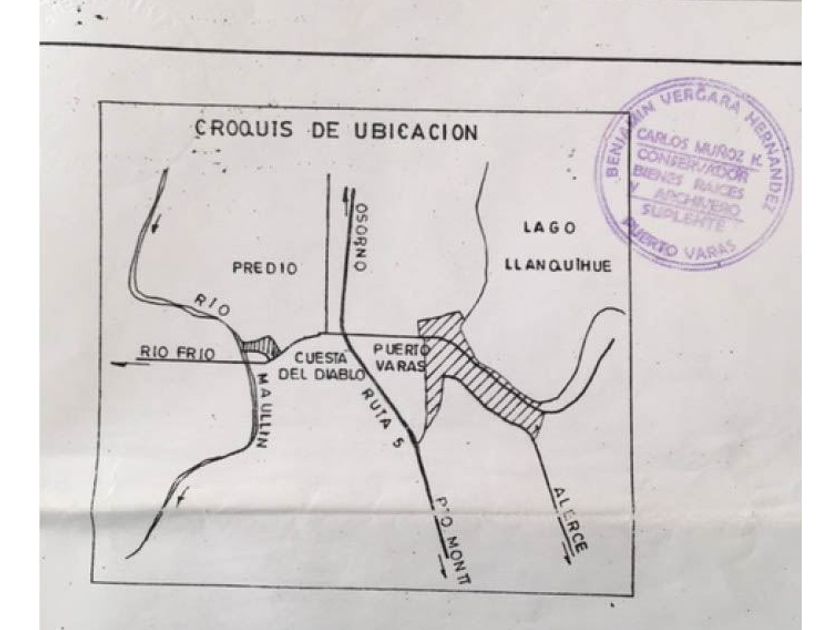 CROQUIS DE UBICACION
OSORNO
LAGO
LLANQUIHUE
PREDIO
RIO
RIO FRIO
CUESTA
DEL DIABLO
PUERTO
VARAS
MAULLIN
RUTA 5
PTO MONTT
ALERCE
BENJAMIN VERGARA HERNANDEZ
CARLOS MUÑOZ H.
CONSERVADOR
BIENES RAICES
Y ARCHIVERO
SUPLENTE
PUERTO VARAS